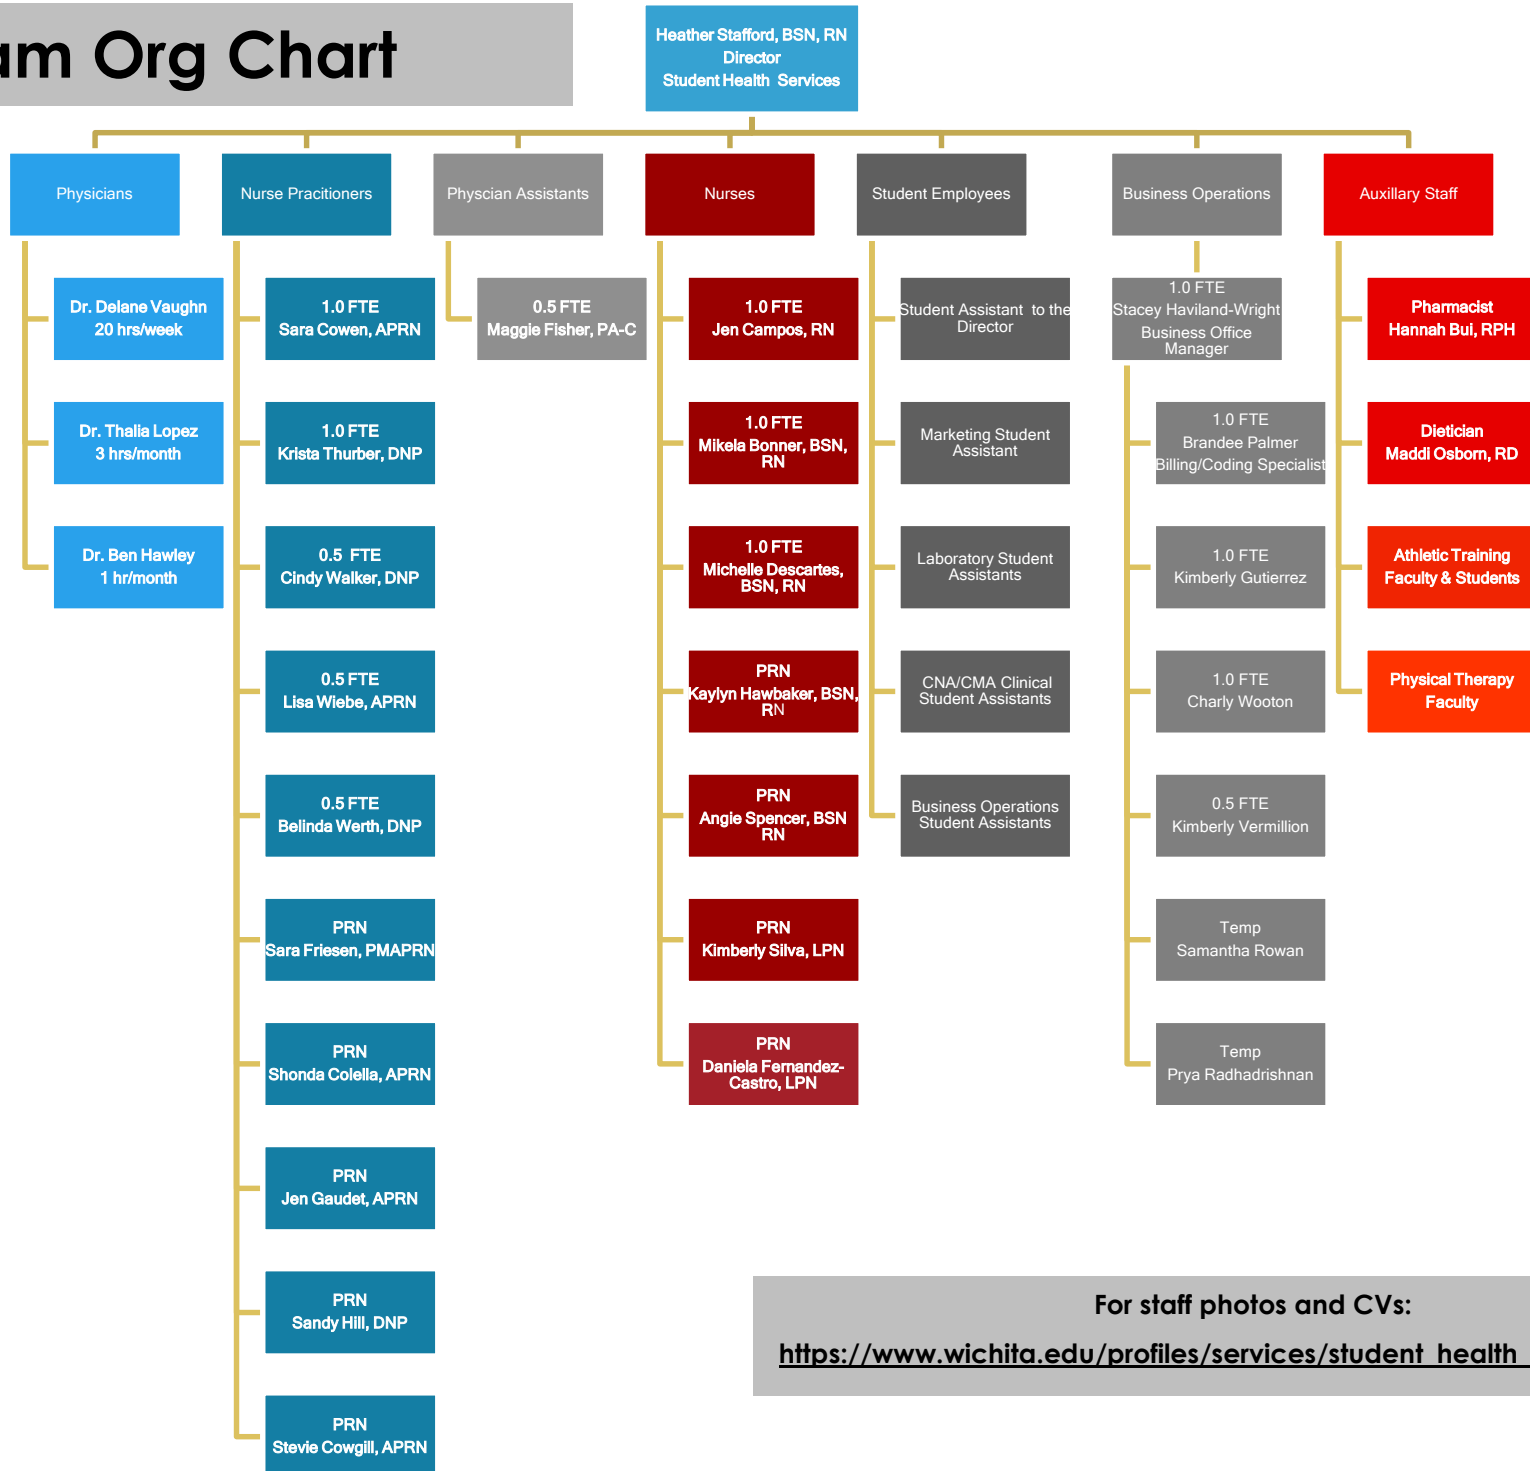 am Org Chart
Heather Stafford, BSN, RN
Director
Student Health  Services
Physicians
Dr. Delane Vaughn
20 hrs/week
Dr. Thalia Lopez
3 hrs/month
Dr. Ben Hawley
1 hr/month
Nurse Pracitioners
1.0 FTE
Sara Cowen, APRN
1.0 FTE
Krista Thurber, DNP
0.5  FTE
Cindy Walker, DNP
0.5 FTE
Lisa Wiebe, APRN
0.5 FTE
Belinda Werth, DNP
PRN
Sara Friesen, PMAPRN
PRN
Shonda Colella, APRN
PRN
Jen Gaudet, APRN
PRN
Sandy Hill, DNP
PRN
Stevie Cowgill, APRN
Physcian Assistants
0.5 FTE
Maggie Fisher, PA-C
Nurses
1.0 FTE
Jen Campos, RN
1.0 FTE
Mikela Bonner, BSN,
RN
1.0 FTE
Michelle Descartes,
BSN, RN
PRN
Kaylyn Hawbaker, BSN,
RN
PRN
Angie Spencer, BSN
RN
PRN
Kimberly Silva, LPN
PRN
Daniela Fernandez-
Castro, LPN
Student Employees
Student Assistant  to the
Director
Marketing Student
Assistant
Laboratory Student
Assistants
CNA/CMA Clinical
Student Assistants
Business Operations
Student Assistants
Business Operations
1.0 FTE
Stacey Haviland-Wright
Business Office
Manager
1.0 FTE
Brandee Palmer
Billing/Coding Specialist
1.0 FTE
Kimberly Gutierrez
1.0 FTE
Charly Wooton
0.5 FTE
Kimberly Vermillion
Temp
Samantha Rowan
Temp
Prya Radhadrishnan
Auxillary Staff
Pharmacist
Hannah Bui, RPH
Dietician
Maddi Osborn, RD
Athletic Training
Faculty & Students
Physical Therapy
Faculty
For staff photos and CVs:
https://www.wichita.edu/profiles/services/student_health_